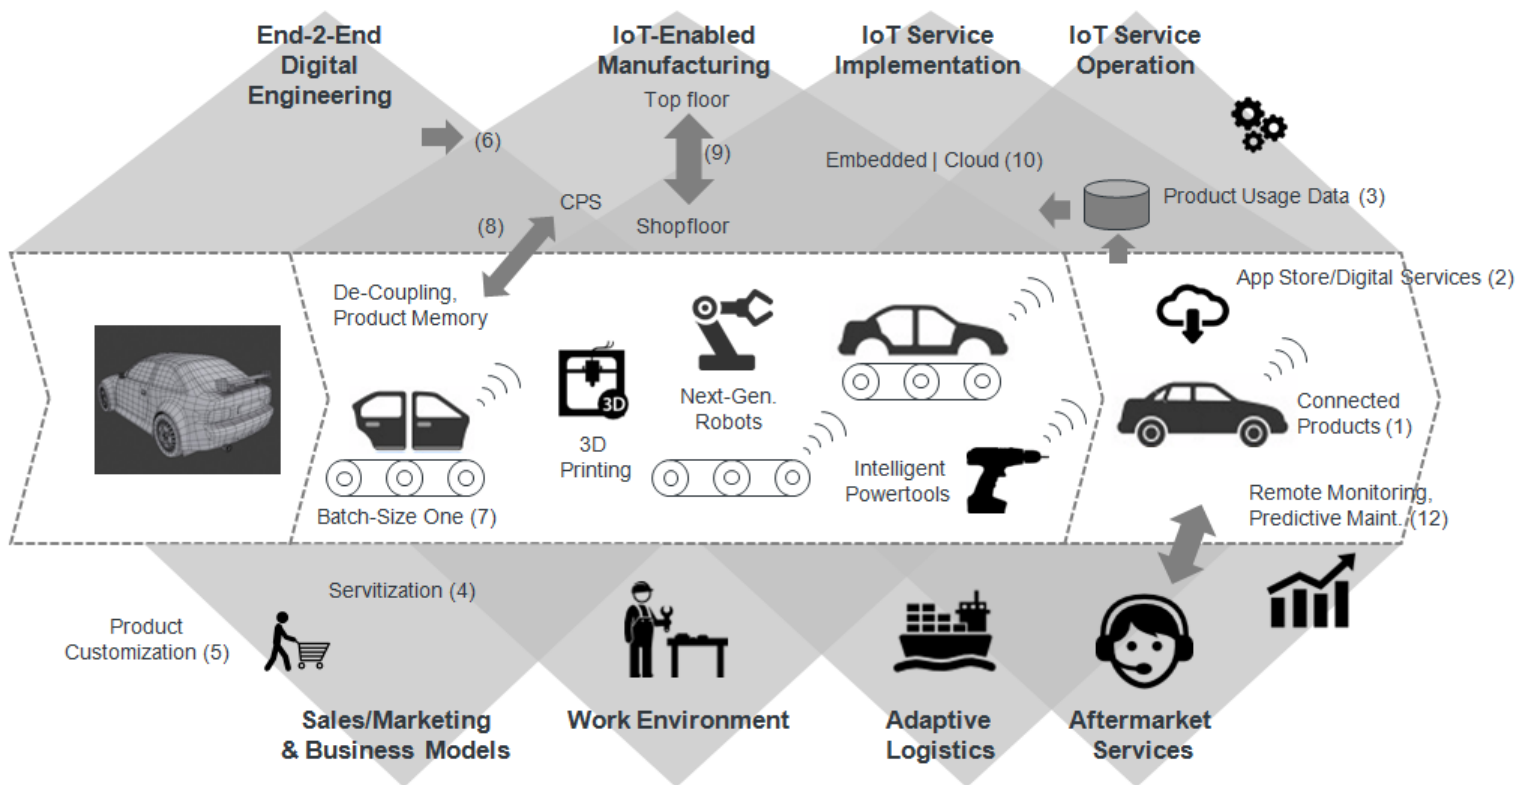 End-2-End
Digital
Engineering
IoT-Enabled
Manufacturing
IoT Service
Implementation
IoT Service
Operation
Top floor
(6)
(9)
Embedded | Cloud (10)
Product Usage Data (3)
CPS
(8)
Shopfloor
De-Coupling,
Product Memory
App Store/Digital Services (2)
3D
Next-Gen.
Robots
Connected
Products (1)
3D
Printing
Intelligent
Powertools
Batch-Size One (7)
Remote Monitoring,
Predictive Maint. (12)
Servitization (4)
Product
Customization (5)
Sales/Marketing
& Business Models
Work Environment
Adaptive
Logistics
Aftermarket
Services